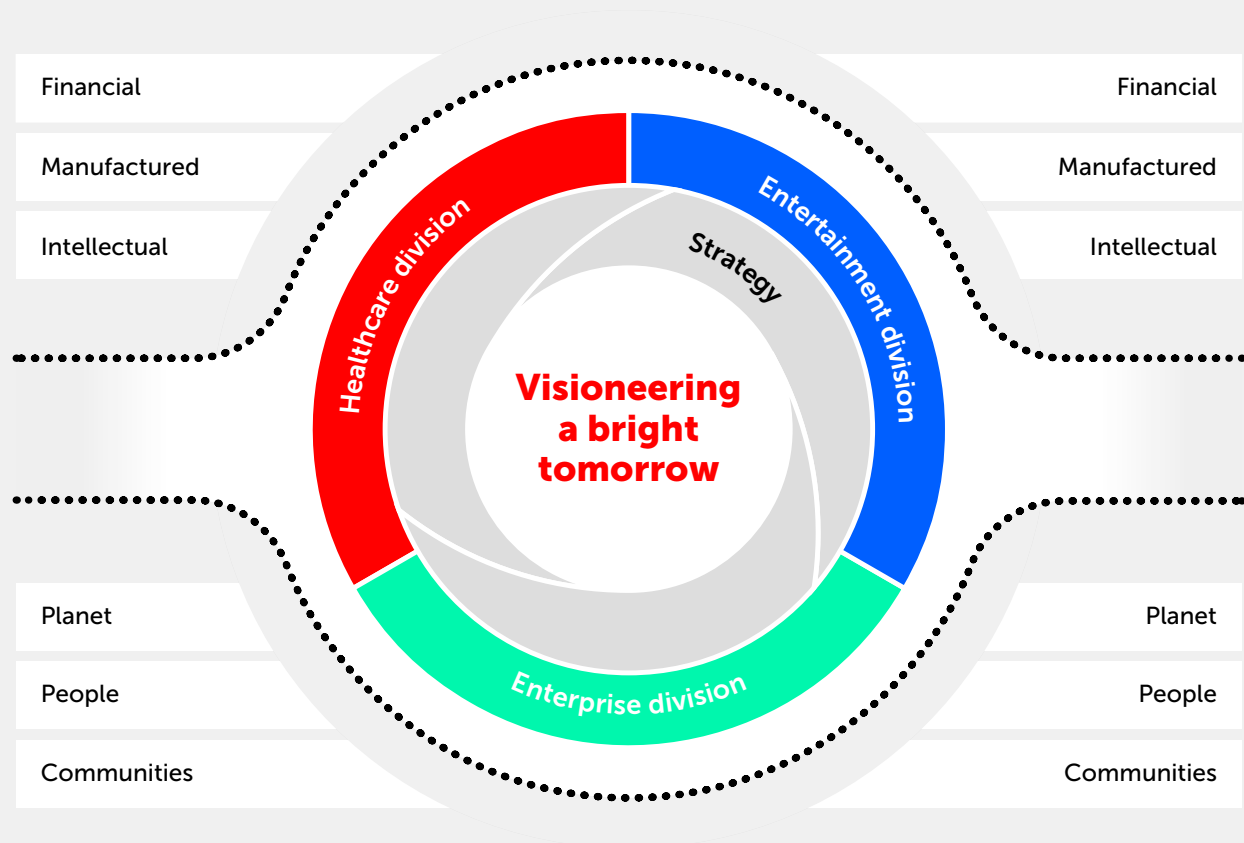 Financial
Manufactured
Intellectual
Planet
People
Communities
Healthcare division
Entertainment division
Strategy
Visioneering
a bright
tomorrow
Enterprise division
Financial
Manufactured
Intellectual
Planet
People
Communities